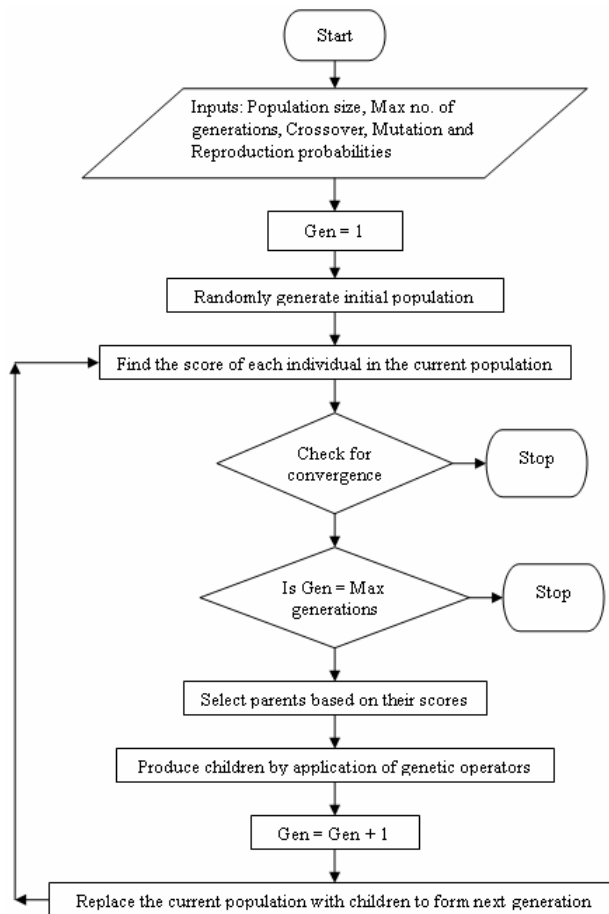 Start
Inputs: Population size, Max no. of
generations, Crossover, Mutation and
Reproduction probabilities
Gen = 1
Randomly generate initial population
Find the score of each individual in the current population
Check for
convergence
Stop
Is Gen = Max
generations
Stop
Select parents based on their scores
Produce children by application of genetic operators
Gen = Gen + 1
Replace the current population with children to form next generation